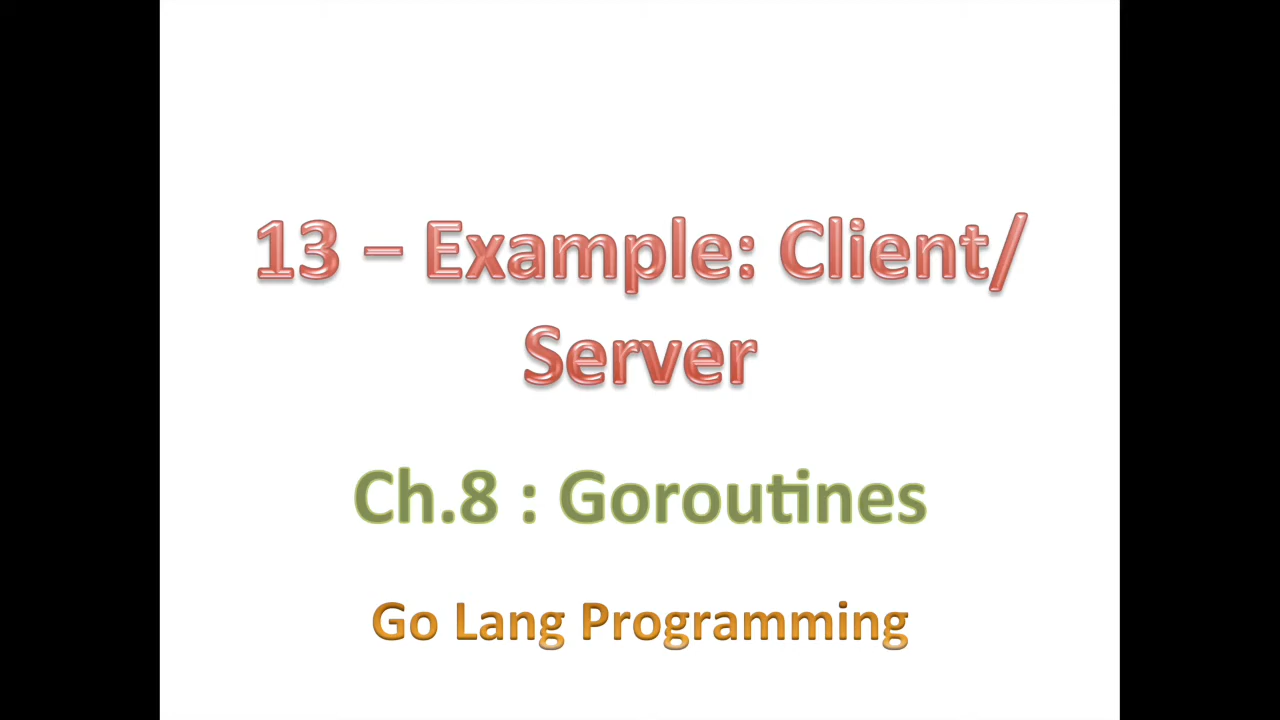 13 – Example: Client/
Server
Ch.8 : Goroutines
Go Lang Programming